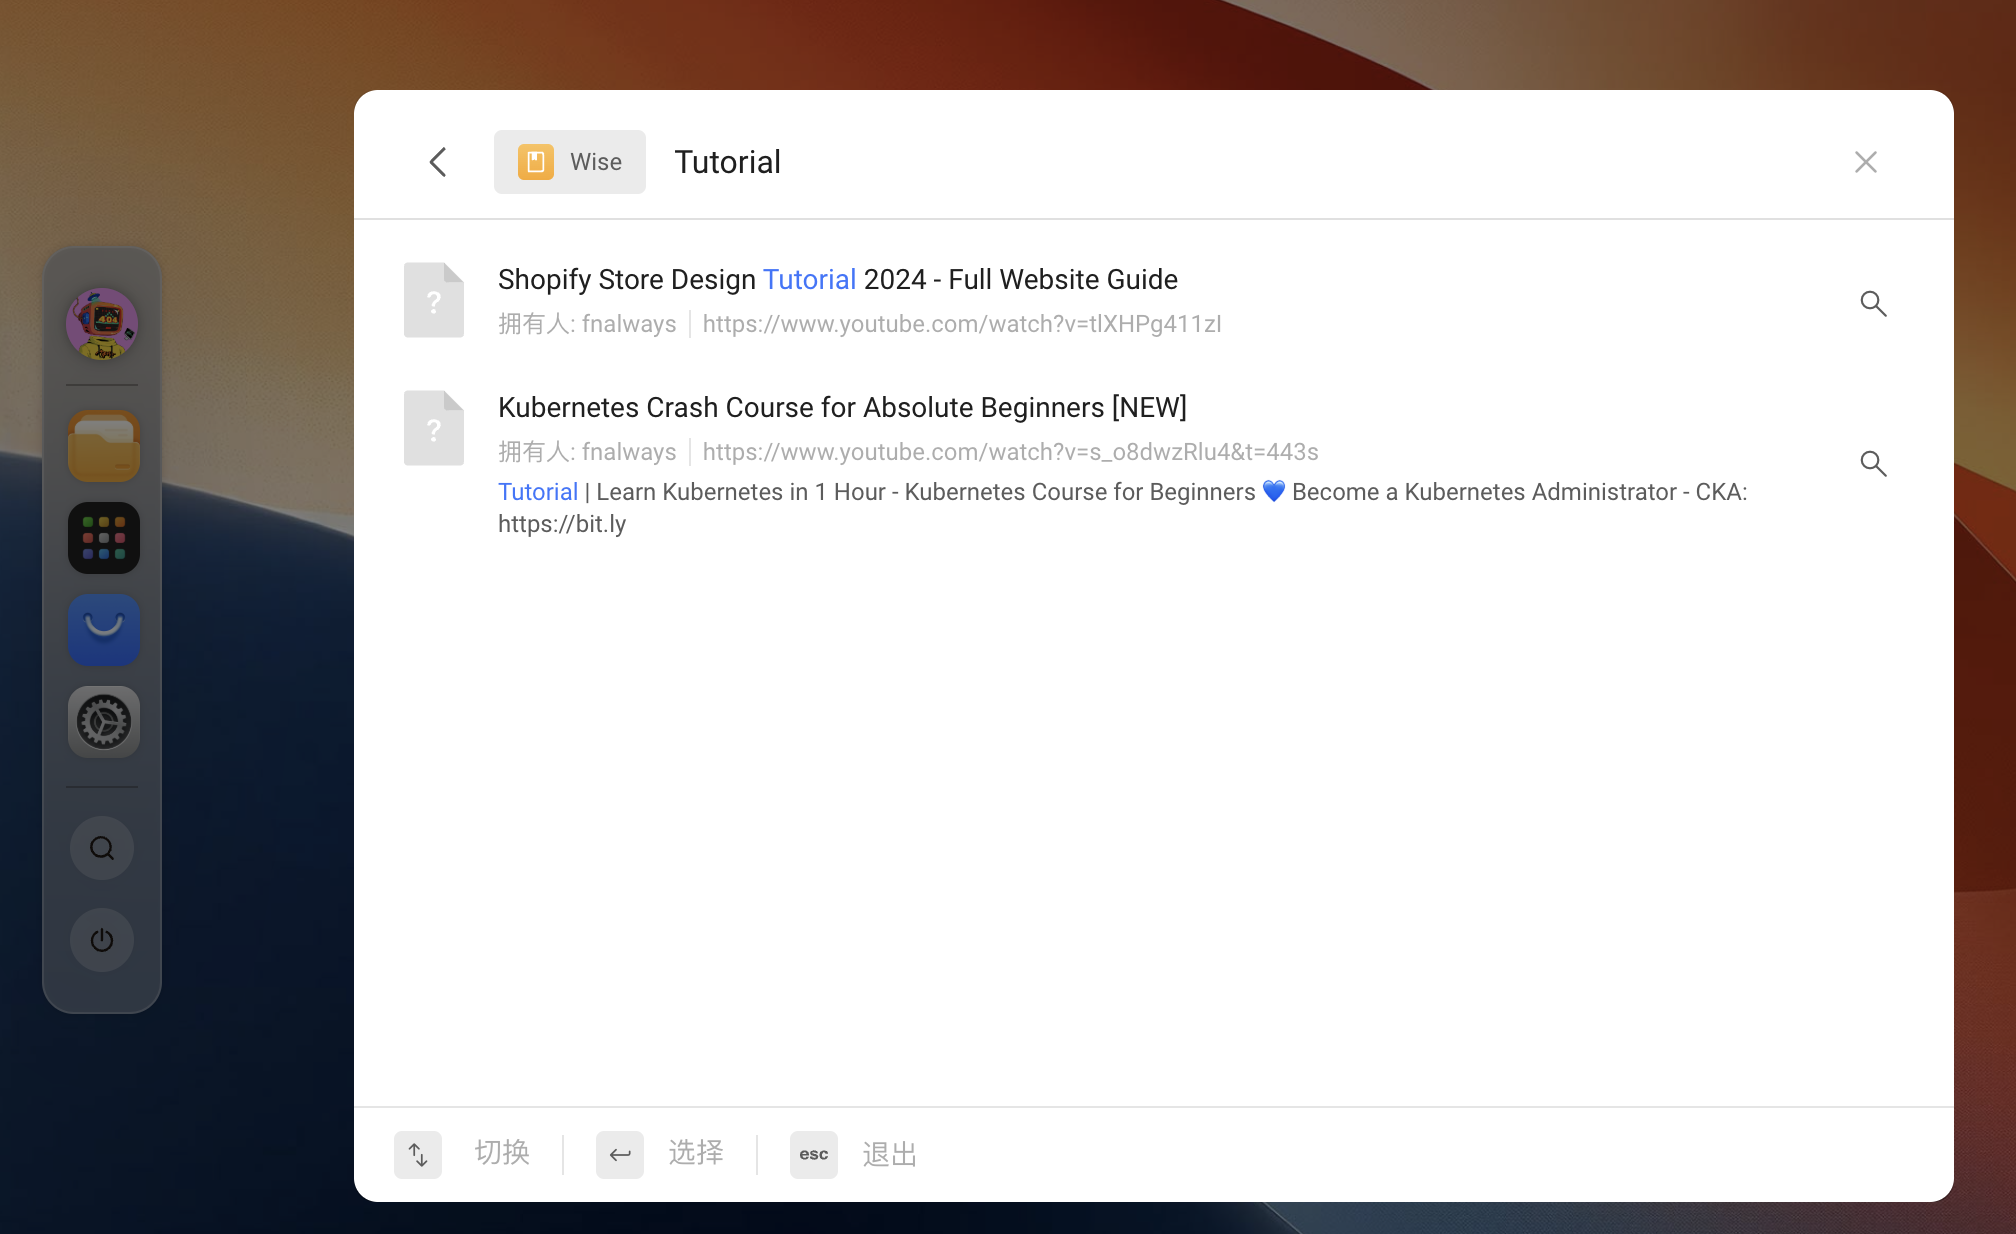 Wise Tutorial
Shopify Store Design Tutorial 2024 - Full Website Guide
拥有人: fnalways https://www.youtube.com/watch?v=tlXHPg411zI
Kubernetes Crash Course for Absolute Beginners [NEW]
拥有人: fnalways https://www.youtube.com/watch?v=s_o8dwzRlu4&t=443s
Tutorial | Learn Kubernetes in 1 Hour - Kubernetes Course for Beginners 💙 Become a Kubernetes Administrator - CKA:
https://bit.ly
切换 选择 esc 退出